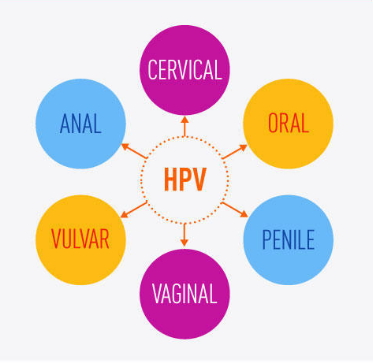 CERVICAL
ANAL
ORAL
HPV
VULVAR
PENILE
VAGINAL